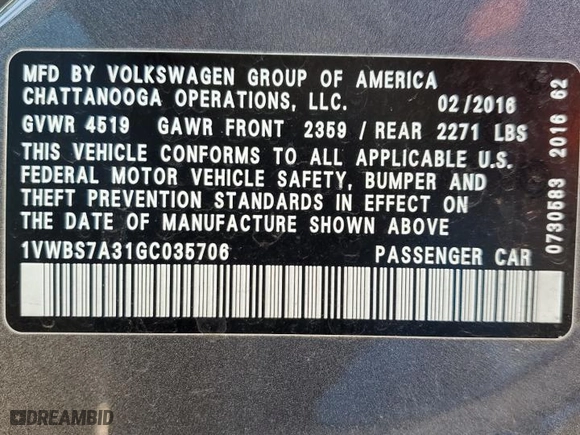 MFD BY VOLKSWAGEN GROUP OF AMERICA
CHATTANOOGA OPERATIONS, LLC. 02/2016
GVWR 4519 GAWR FRONT 2359 / REAR 2271 LBS
THIS VEHICLE CONFORMS TO ALL APPLICABLE U.S.
FEDERAL MOTOR VEHICLE SAFETY, BUMPER AND
THEFT PREVENTION STANDARDS IN EFFECT ON
THE DATE OF MANUFACTURE SHOWN ABOVE
1VWBS7A31GC035706 PASSENGER CAR
0730583 2016 62
DREAMBID